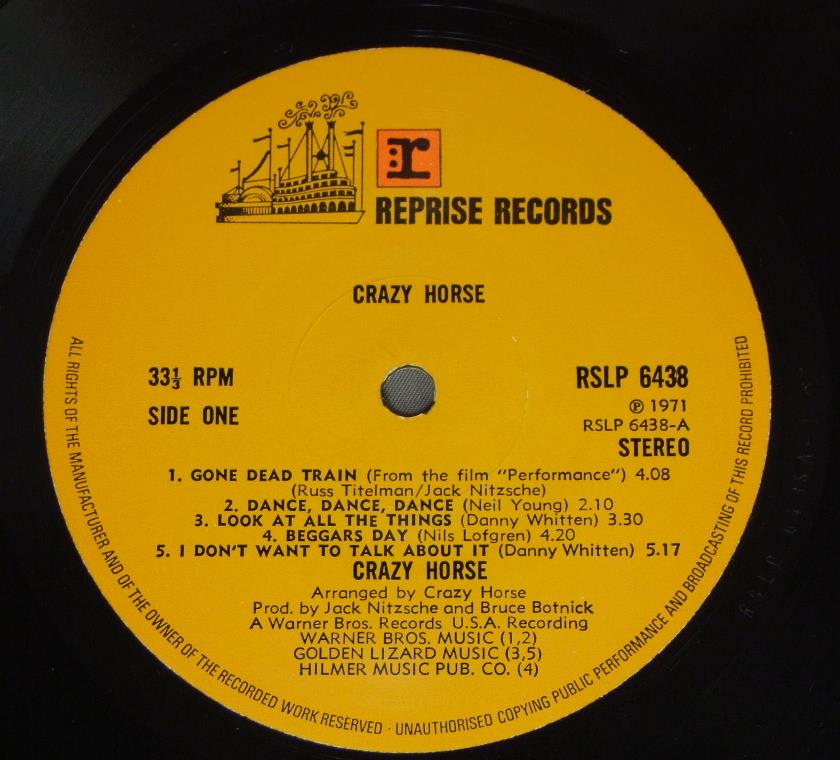 r
REPRISE RECORDS
CRAZY HORSE
33⅓ RPM
SIDE ONE
RSLP 6438
℗ 1971
RSLP 6438-A
STEREO
1. GONE DEAD TRAIN (From the film "Performance") 4.08
(Russ Titelman/Jack Nitzsche)
2. DANCE, DANCE, DANCE (Neil Young) 2.10
3. LOOK AT ALL THE THINGS (Danny Whitten) 3.30
4. BEGGARS DAY (Nils Lofgren) 4.20
5. I DON'T WANT TO TALK ABOUT IT (Danny Whitten) 5.17
CRAZY HORSE
Arranged by Crazy Horse
Prod. by Jack Nitzsche and Bruce Botnick
A Warner Bros. Records U.S.A. Recording
WARNER BROS. MUSIC (1,2)
GOLDEN LIZARD MUSIC (3,5)
HILMER MUSIC PUB. CO. (4)
ALL RIGHTS OF THE MANUFACTURER AND OF THE OWNER OF THE RECORDED WORK RESERVED · UNAUTHORISED COPYING PUBLIC PERFORMANCE AND BROADCASTING OF THIS RECORD PROHIBITED